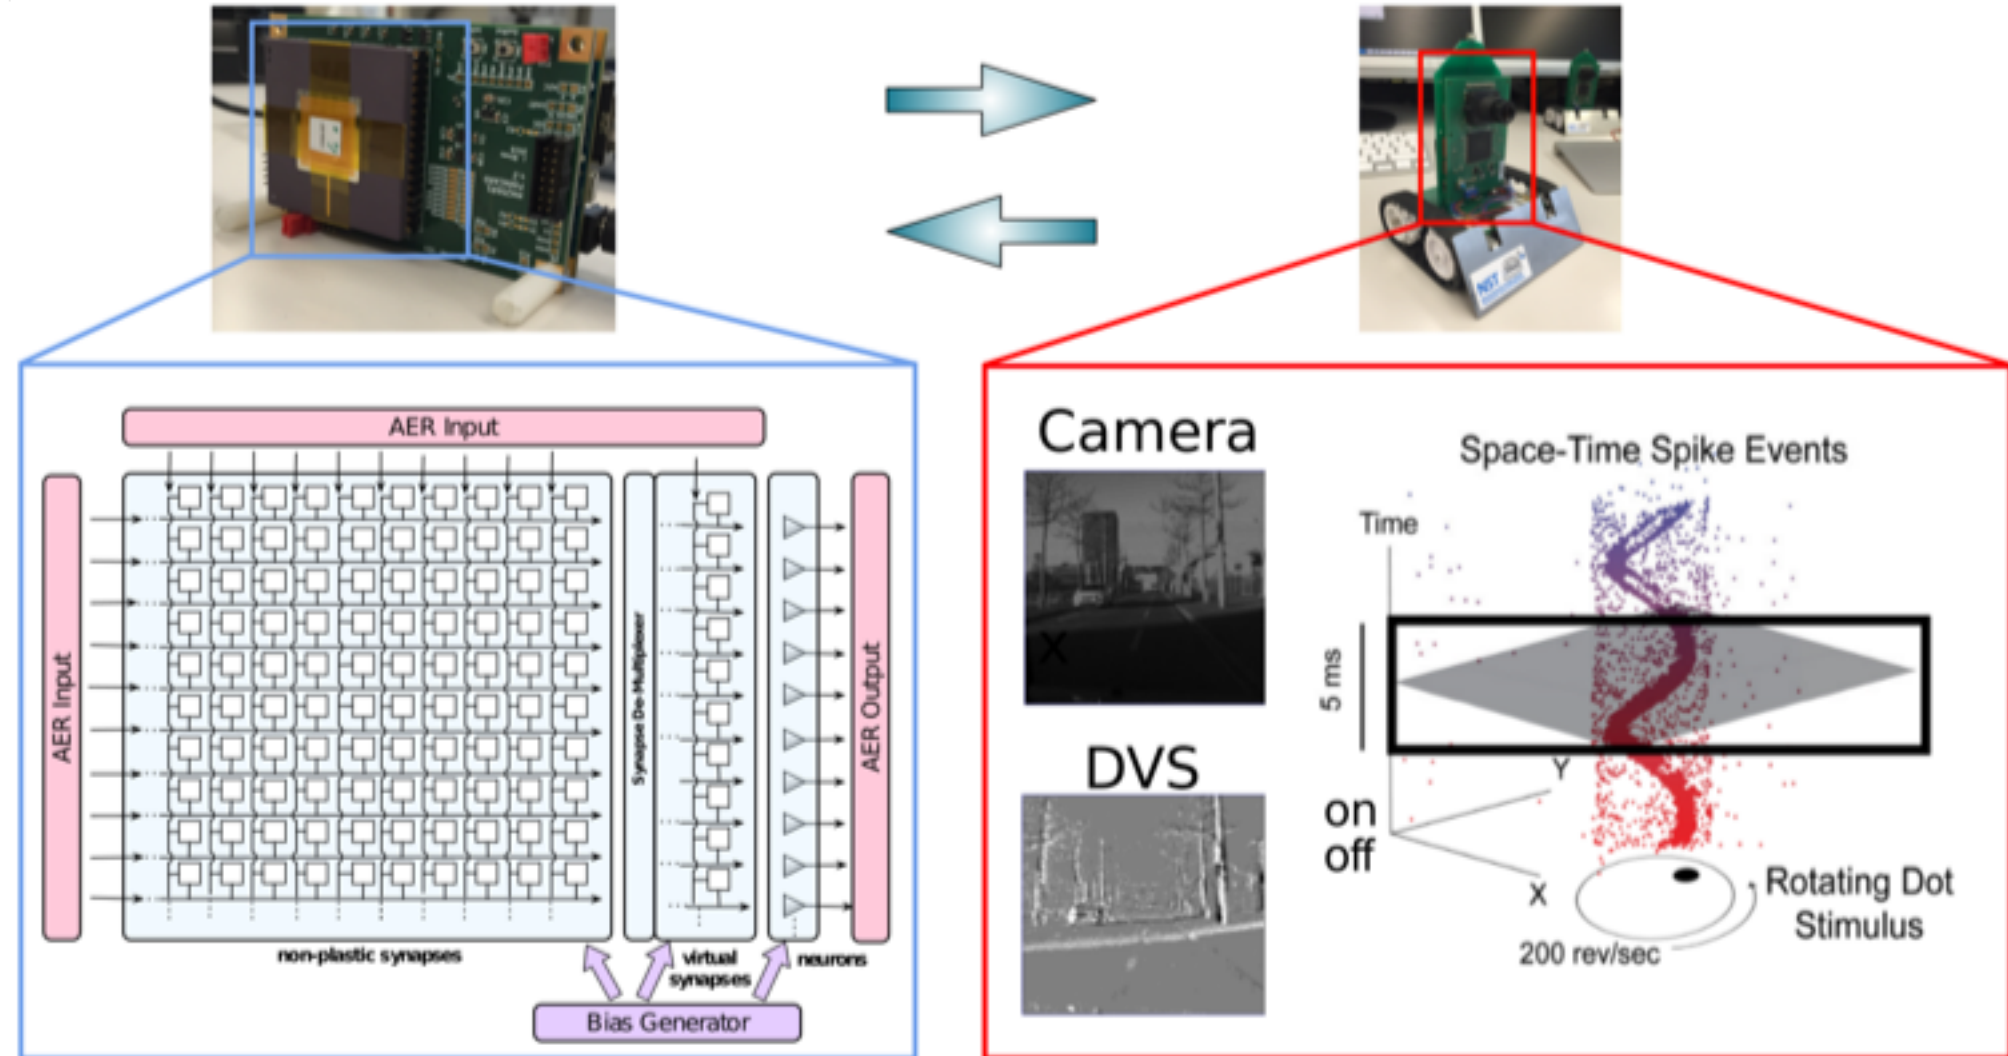 NST
AER Input
AER Input
Synapse De-Multiplexer
AER Output
non-plastic synapses
virtual
synapses
neurons
Bias Generator
Camera
X
DVS
Space-Time Spike Events
Time
5 ms
Y
on
off
X
Rotating Dot
Stimulus
200 rev/sec